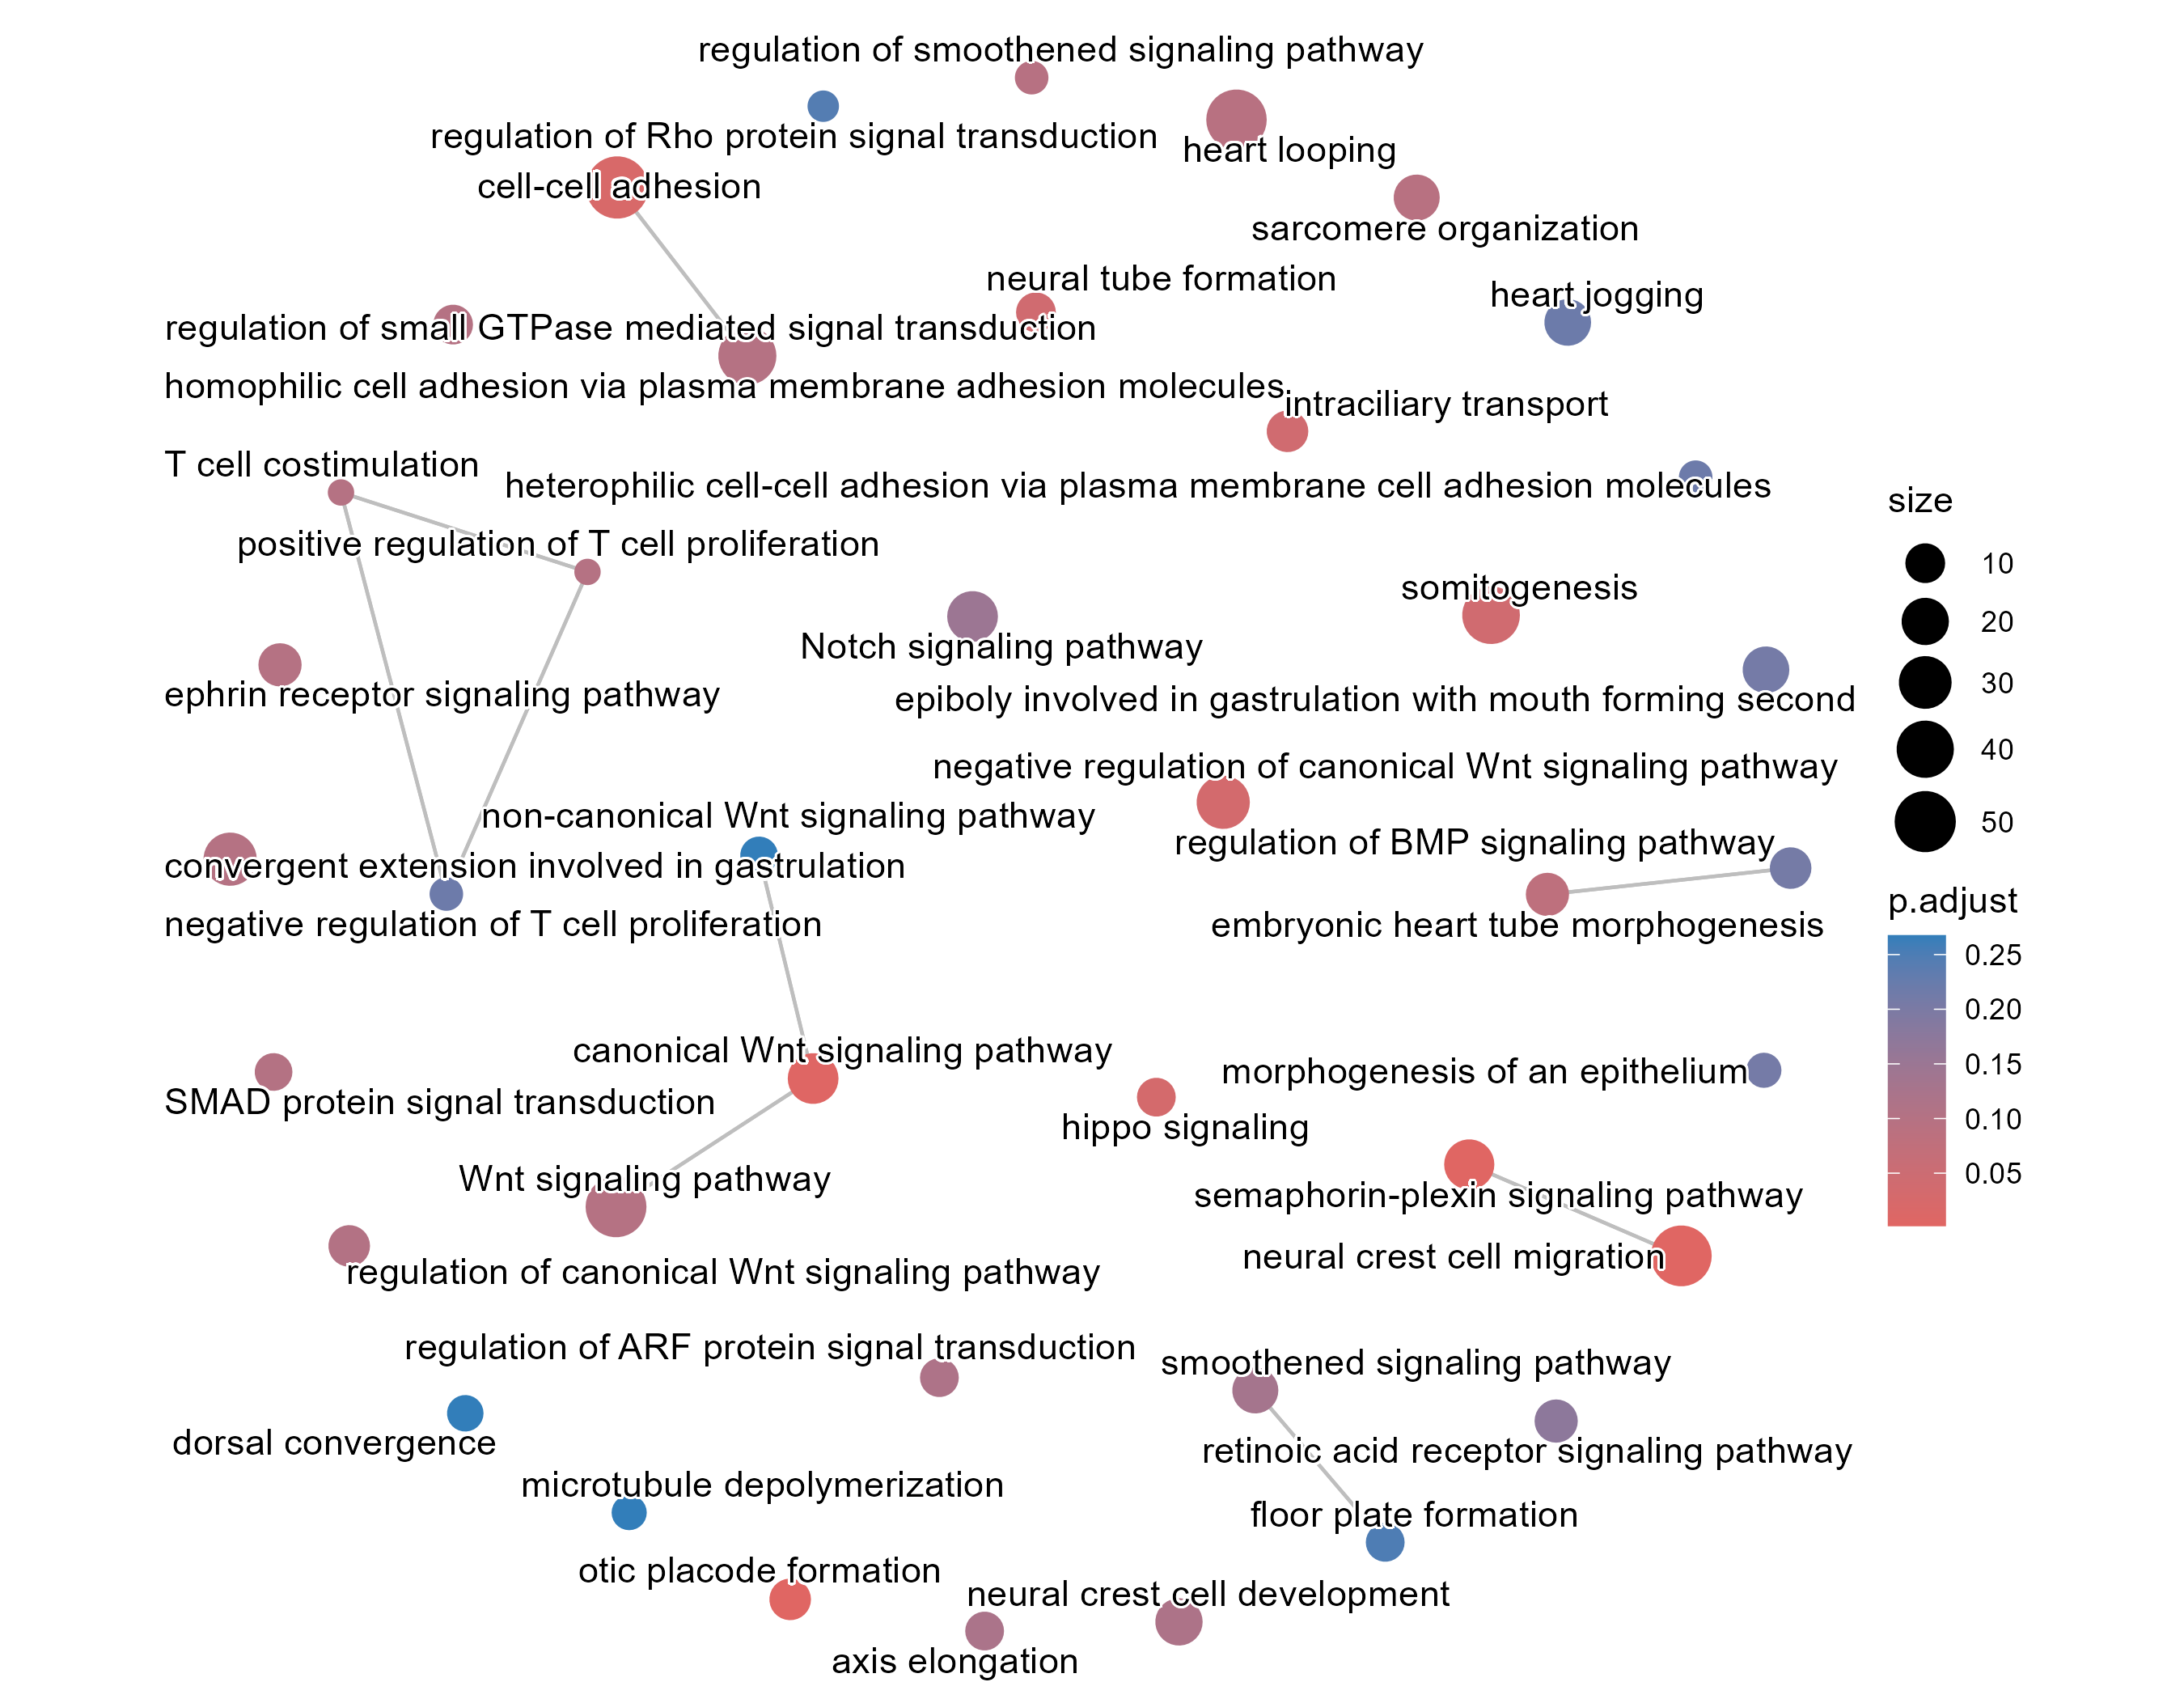 regulation of smoothened signaling pathway
regulation of Rho protein signal transduction
heart looping
cell-cell adhesion
sarcomere organization
neural tube formation
heart jogging
regulation of small GTPase mediated signal transduction
homophilic cell adhesion via plasma membrane adhesion molecules
intraciliary transport
T cell costimulation
heterophilic cell-cell adhesion via plasma membrane cell adhesion molecules
positive regulation of T cell proliferation
somitogenesis
Notch signaling pathway
ephrin receptor signaling pathway
epiboly involved in gastrulation with mouth forming second
negative regulation of canonical Wnt signaling pathway
non-canonical Wnt signaling pathway
regulation of BMP signaling pathway
convergent extension involved in gastrulation
negative regulation of T cell proliferation
embryonic heart tube morphogenesis
canonical Wnt signaling pathway
morphogenesis of an epithelium
SMAD protein signal transduction
hippo signaling
Wnt signaling pathway
semaphorin-plexin signaling pathway
neural crest cell migration
regulation of canonical Wnt signaling pathway
regulation of ARF protein signal transduction
smoothened signaling pathway
dorsal convergence
retinoic acid receptor signaling pathway
microtubule depolymerization
floor plate formation
otic placode formation
neural crest cell development
axis elongation
size
10
20
30
40
50
p.adjust
0.25
0.20
0.15
0.10
0.05